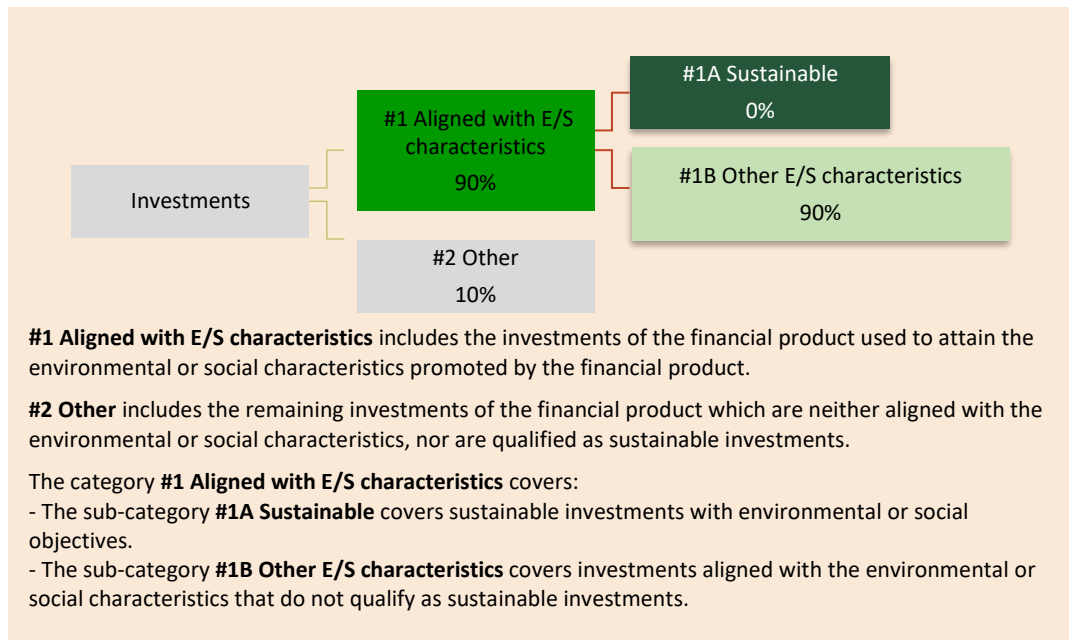 #1A Sustainable
0%
#1 Aligned with E/S
characteristics
90%
#1B Other E/S characteristics
90%
Investments
#2 Other
10%
#1 Aligned with E/S characteristics includes the investments of the financial product used to attain the
environmental or social characteristics promoted by the financial product.
#2 Other includes the remaining investments of the financial product which are neither aligned with the
environmental or social characteristics, nor are qualified as sustainable investments.
The category #1 Aligned with E/S characteristics covers:
- The sub-category #1A Sustainable covers sustainable investments with environmental or social
objectives.
- The sub-category #1B Other E/S characteristics covers investments aligned with the environmental or
social characteristics that do not qualify as sustainable investments.